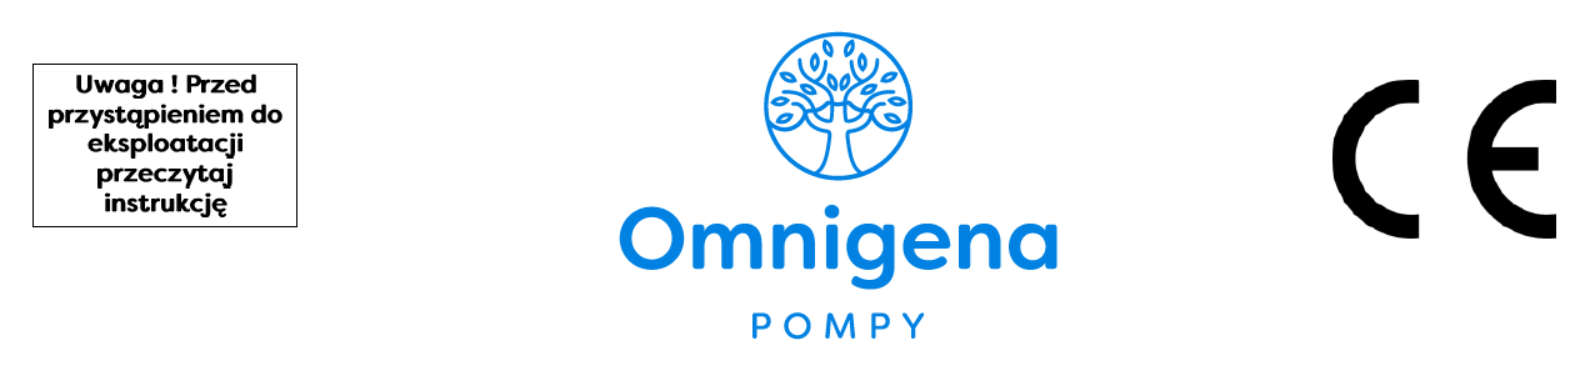 Uwaga ! Przed
przystąpieniem do
eksploatacji
przeczytaj
instrukcję
Omnigena
POMPY
CE